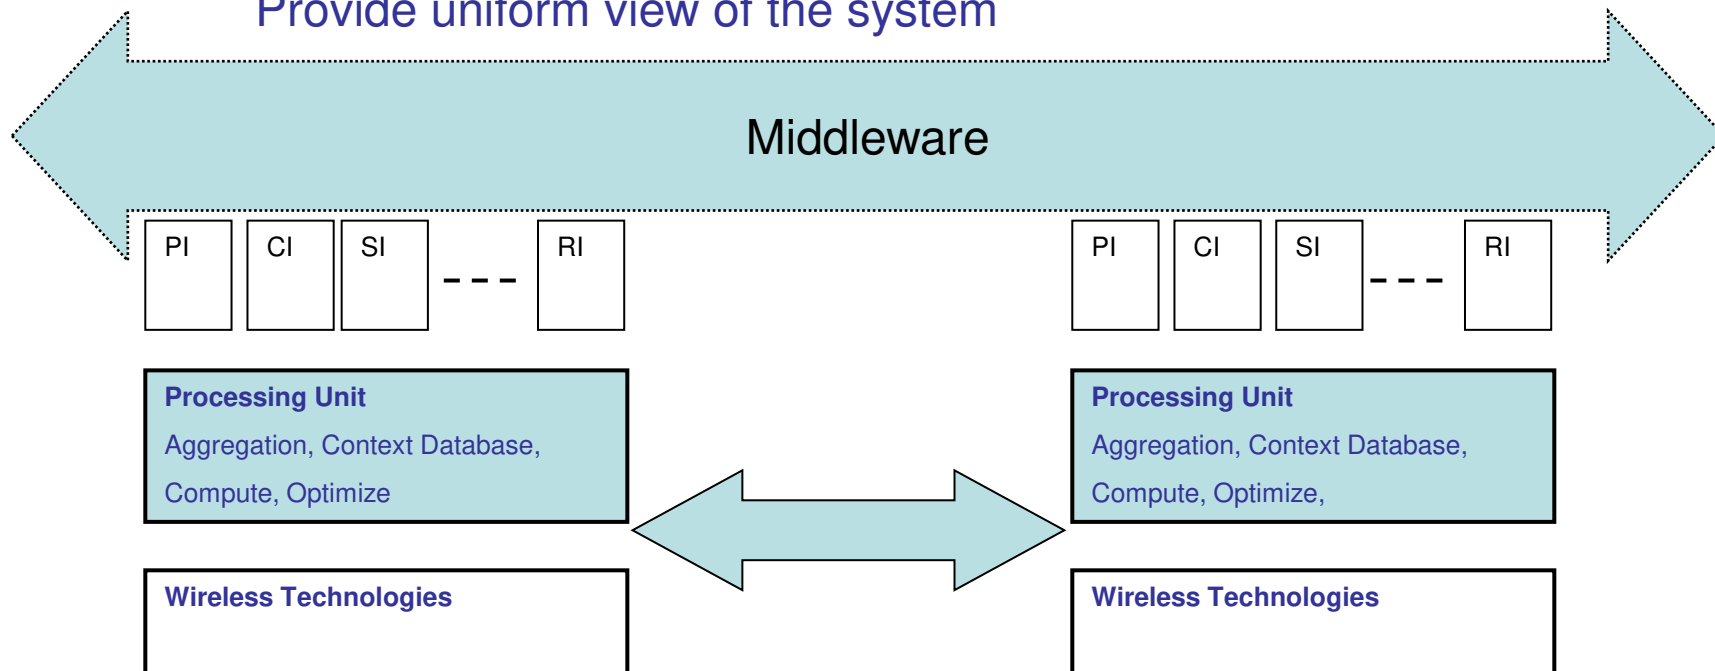 Provide uniform view of the system
Middleware
PI CI SI RI
PI CI SI RI
Processing Unit
Aggregation, Context Database,
Compute, Optimize
Processing Unit
Aggregation, Context Database,
Compute, Optimize,
Wireless Technologies
Wireless Technologies